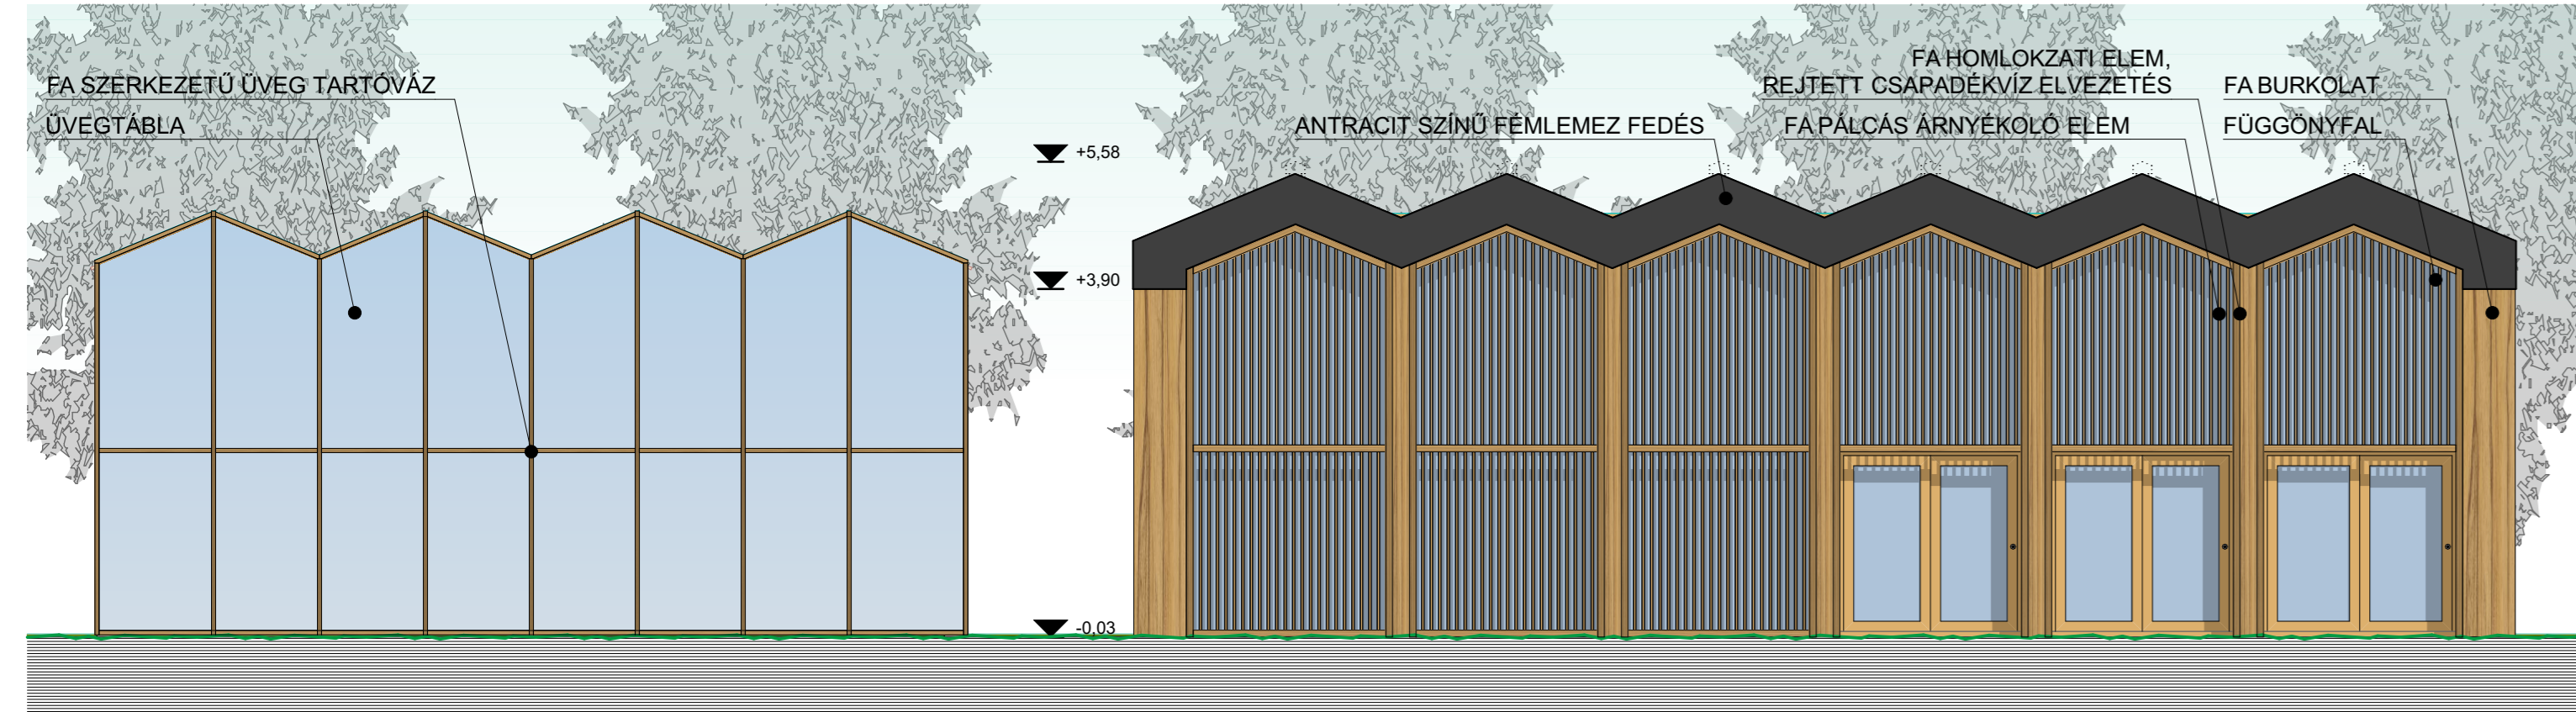 FA SZERKEZETŰ ÜVEG TARTÓVÁZ
ÜVEGTÁBLA
+5,58
+3,90
-0,03
ANTRACIT SZÍNŰ FÉMLEMEZ FEDÉS
FA HOMLOKZATI ELEM,
REJTETT CSAPADÉKVÍZ ELVEZETÉS
FA PÁLCÁS ÁRNYÉKOLÓ ELEM
FA BURKOLAT
FÜGGÖNYFAL